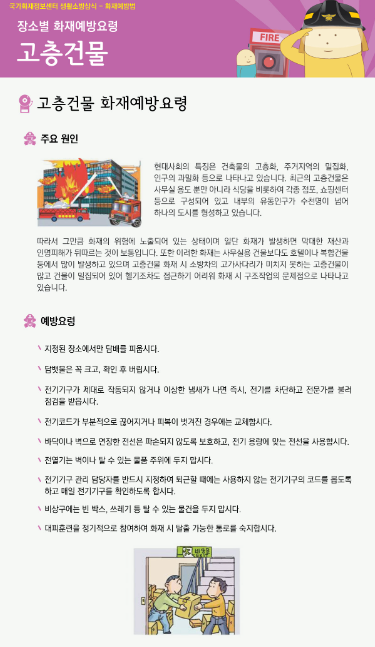 국가화재정보센터 생활소방상식 - 화재예방법
장소별 화재예방요령
고층건물
FIRE
고층건물 화재예방요령
주요 원인
현대사회의 특징은 건축물의 고층화, 주거지역의 밀집화,
인구의 과밀화 등으로 나타나고 있습니다. 최근의 고층건물은
사무실 용도 뿐만 아니라 식당을 비롯하여 각종 점포, 쇼핑센터
등으로 구성되어 있고 내부의 유동인구가 수천명이 넘어
하나의 도시를 형성하고 있습니다.
따라서 그만큼 화재의 위험에 노출되어 있는 상태이며 일단 화재가 발생하면 막대한 재산과
인명피해가 뒤따르는 것이 보통입니다. 또한 이러한 화재는 사무실용 건물보다도 호텔이나 복합건물
등에서 많이 발생하고 있으며 고층건물 화재 시 소방차의 고가사다리가 미치지 못하는 고층건물이
많고 건물이 밀집되어 있어 헬기조차도 접근하기 어려워 화재 시 구조작업의 문제점으로 나타나고
있습니다.
예방요령
지정된 장소에서만 담배를 피웁시다.
담뱃불은 꼭 크고, 확인 후 버립시다.
전기기구가 제대로 작동되지 않거나 이상한 냄새가 나면 즉시, 전기를 차단하고 전문가를 불러
점검을 받읍시다.
전기코드가 부분적으로 끊어지거나 피복이 벗겨진 경우에는 교체합시다.
바닥이나 벽으로 연장한 전선은 파손되지 않도록 보호하고, 전기 용량에 맞는 전선을 사용합시다.
전열기는 벽이나 탈 수 있는 물품 주위에 두지 맙시다.
전기기구 관리 담당자를 반드시 지정하여 퇴근할 때에는 사용하지 않는 전기기구의 코드를 뽑도록
하고 매일 전기기구를 확인하도록 합시다.
비상구에는 빈 박스, 쓰레기 등 탈 수 있는 물건을 두지 맙시다.
대피훈련을 정기적으로 참여하여 화재 시 탈출 가능한 통로를 숙지합시다.
비상구